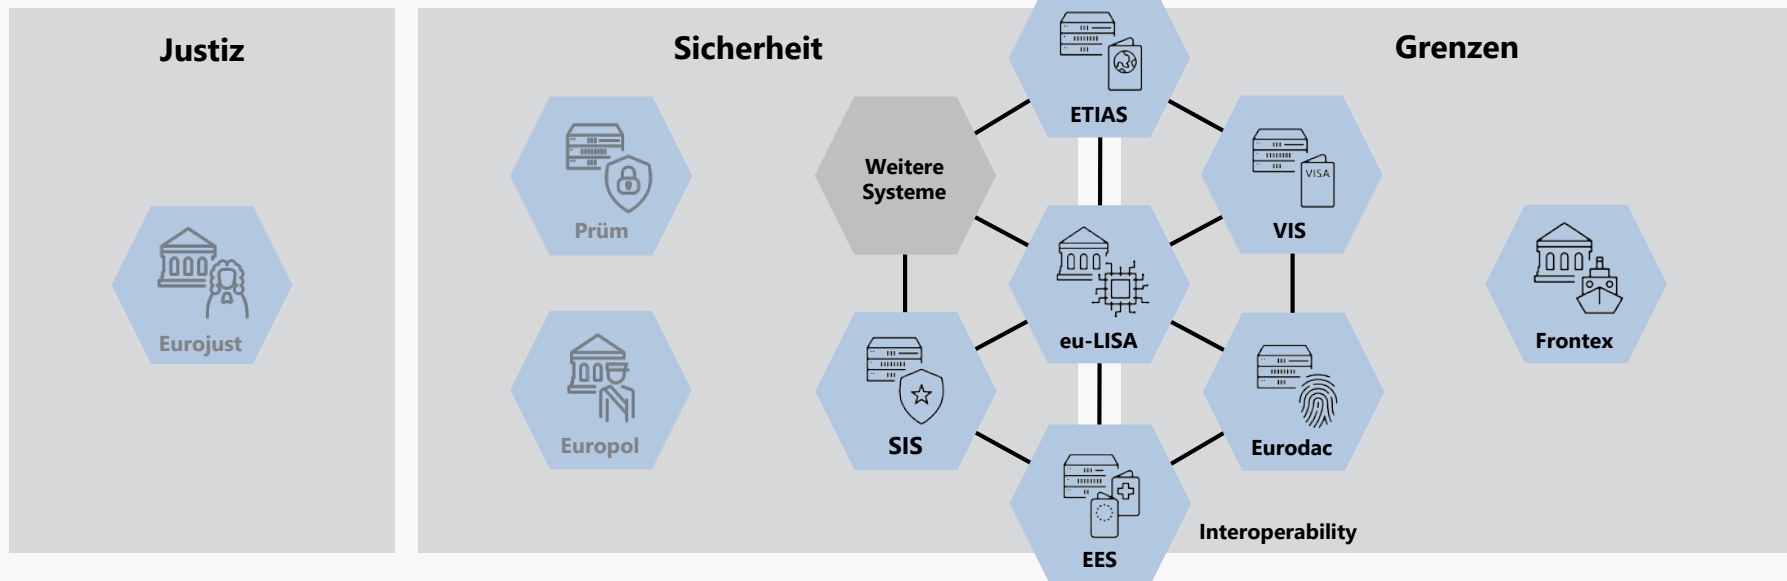 Justiz
Sicherheit
Grenzen
ETIAS
Weitere
Systeme
VISA
VIS
Prüm
eu-LISA
Eurojust
Frontex
Europol
SIS
Eurodac
Interoperability
EES